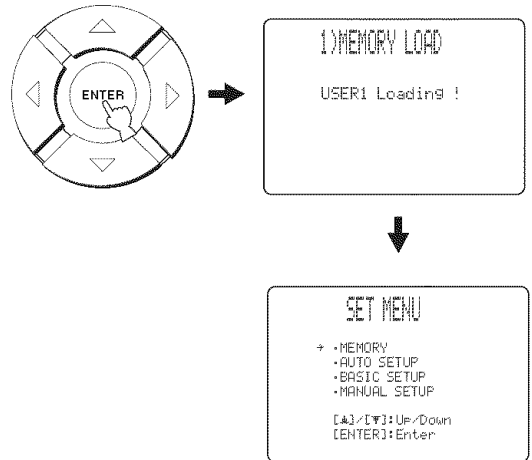 ENTER
1)MEMORY LOAD
USER1 Loading !
SET MENU
→ •MEMORY
•AUTO SETUP
•BASIC SETUP
•MANUAL SETUP
[▲]/[▼]:Up/Down
[ENTER]:Enter